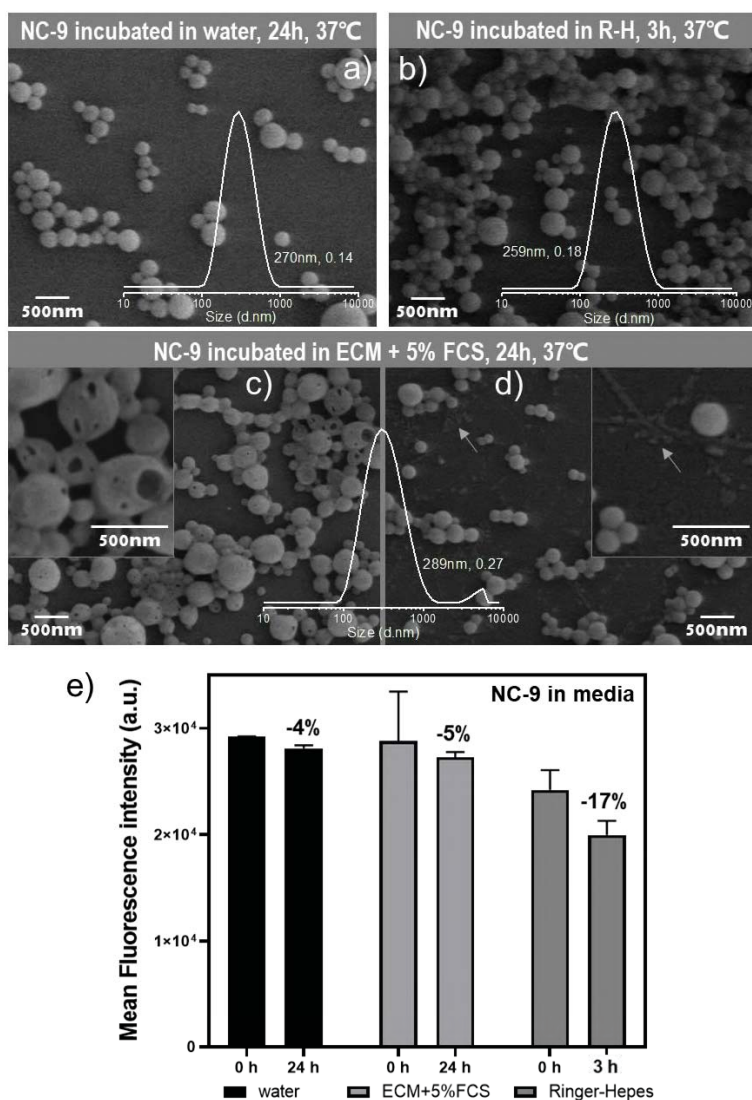 NC-9 incubated in water, 24h, 37℃
a)
270nm, 0.14
10 100 1000 10000
Size (d.nm)
500nm
NC-9 incubated in R-H, 3h, 37℃
b)
259nm, 0.18
10 100 1000 10000
Size (d.nm)
500nm
NC-9 incubated in ECM + 5% FCS, 24h, 37℃
c)
d)
500nm
500nm
289nm, 0.27
10 100 1000 10000
Size (d.nm)
500nm
500nm
e)
NC-9 in media
Mean Fluorescence intensity (a.u.)
3×10⁴
2×10⁴
1×10⁴
0
-4%
-5%
-17%
0 h 24 h 0 h 24 h 0 h 3 h
water ECM+5%FCS Ringer-Hepes